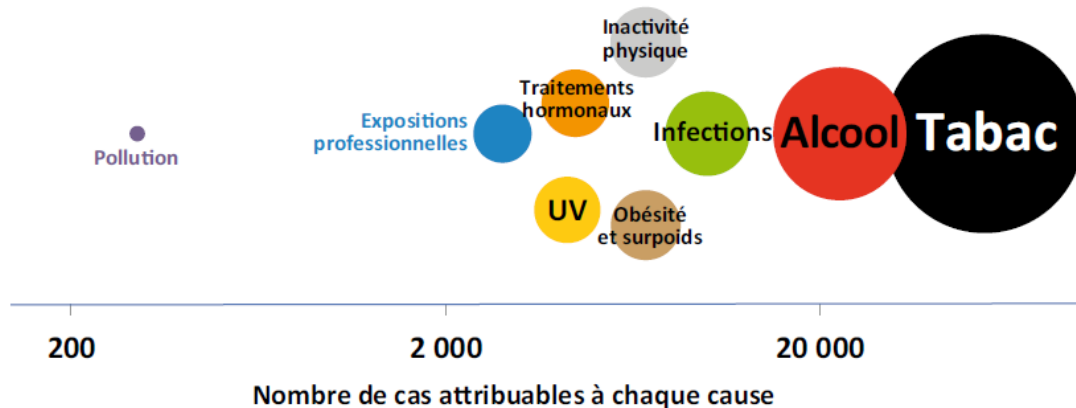 Inactivité
physique
Traitements
hormonaux
Expositions
professionnelles
Pollution
Infections
Alcool
Tabac
UV
Obésité
et surpoids
200
2 000
20 000
Nombre de cas attribuables à chaque cause